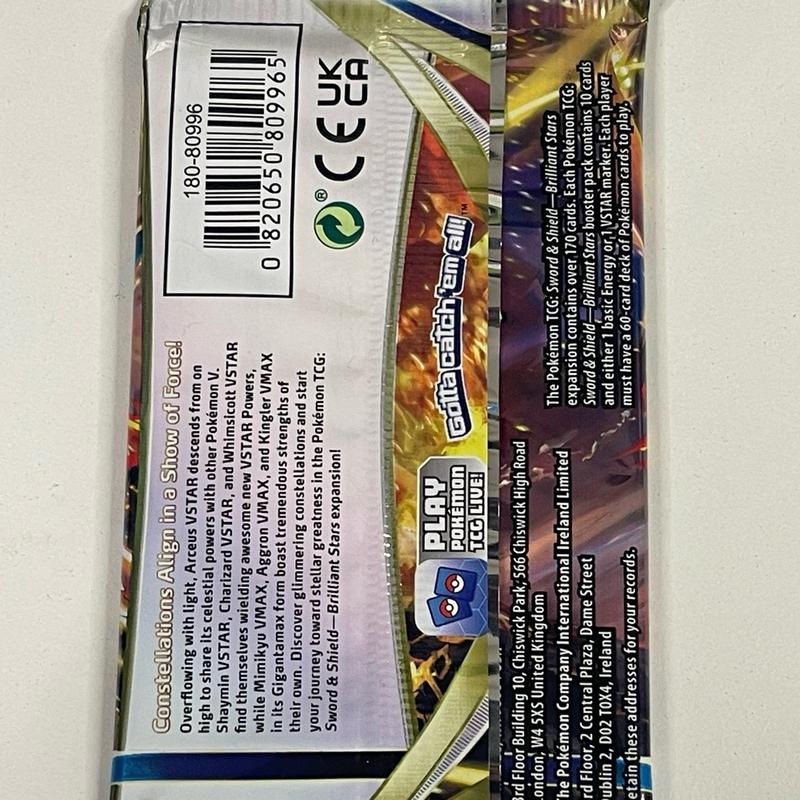 Constellations Align in a Show of Force!
Overflowing with light, Arceus VSTAR descends from on
high to share its celestial powers with other Pokémon V.
Shaymin VSTAR, Charizard VSTAR, and Whimsicott VSTAR
find themselves wielding awesome new VSTAR Powers,
while Mimikyu VMAX, Aggron VMAX, and Kingler VMAX
in its Gigantamax form boast tremendous strengths of
their own. Discover glimmering constellations and start
your journey toward stellar greatness in the Pokémon TCG:
Sword & Shield—Brilliant Stars expansion!
180-80996
0 820650 809965
® CE UK
CA
PLAY
POKÉMON
TCG LIVE!
Gotta catch 'em all!™
3rd Floor Building 10, Chiswick Park, 566 Chiswick High Road
ondon, W4 5XS United Kingdom
he Pokémon Company International Ireland Limited
rd Floor, 2 Central Plaza, Dame Street
ublin 2, D02 T0X4, Ireland
etain these addresses for your records.
The Pokémon TCG: Sword & Shield—Brilliant Stars
expansion contains over 170 cards. Each Pokémon TCG:
Sword & Shield—Brilliant Stars booster pack contains 10 cards
and either 1 basic Energy or 1 VSTAR marker. Each player
must have a 60-card deck of Pokémon cards to play.